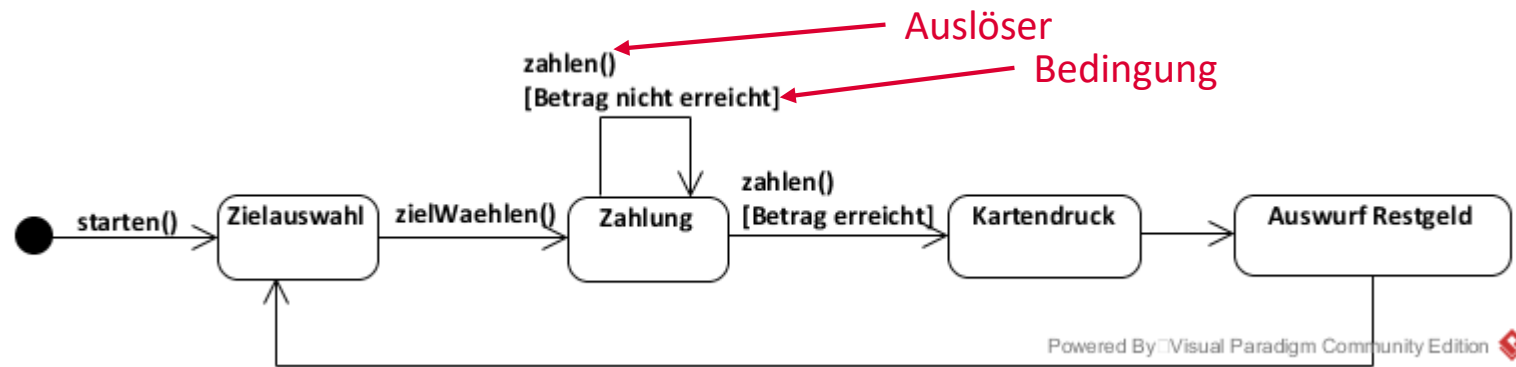 Auslöser
zahlen()
Bedingung
[Betrag nicht erreicht]
starten()
Zielauswahl
zielWaehlen()
Zahlung
zahlen()
[Betrag erreicht]
Kartendruck
Auswurf Restgeld
Powered By Visual Paradigm Community Edition